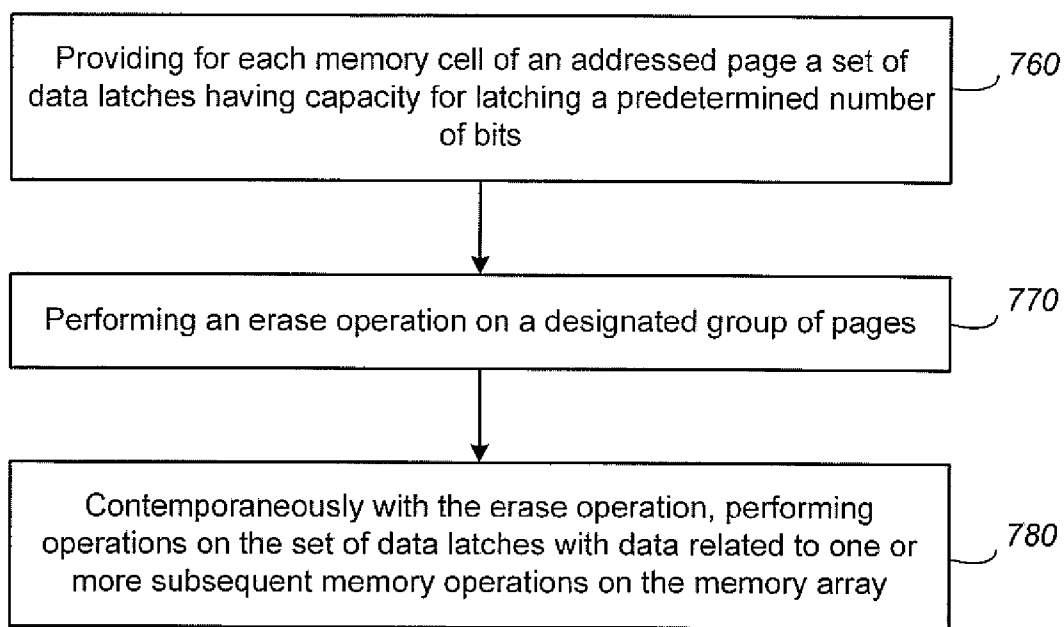 Providing for each memory cell of an addressed page a set of
data latches having capacity for latching a predetermined number
of bits
760
Performing an erase operation on a designated group of pages
770
Contemporaneously with the erase operation, performing
operations on the set of data latches with data related to one or
more subsequent memory operations on the memory array
780